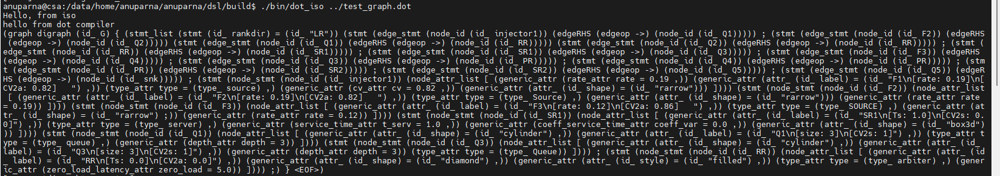 anuparna@csa:/data/home/anuparna/anuparna/dsl/build$ ./bin/dot_iso ../test_graph.dot
Hello, from iso
hello from dot compiler
(graph digraph (id_ G) { (stmt_list (stmt (id_ rankdir) = (id_ "LR")) (stmt (edge_stmt (node_id (id_ injector1)) (edgeRHS (edgeop ->) (node_id (id_ Q1))))) ; (stmt (edge_stmt (node_id (id_ F2)) (edgeRHS
 (edgeop ->) (node_id (id_ Q2))))) (stmt (edge_stmt (node_id (id_ Q1)) (edgeRHS (edgeop ->) (node_id (id_ RR))))) (stmt (edge_stmt (node_id (id_ Q2)) (edgeRHS (edgeop ->) (node_id (id_ RR))))) ; (stmt (
edge_stmt (node_id (id_ RR)) (edgeRHS (edgeop ->) (node_id (id_ SR1))))) ; (stmt (edge_stmt (node_id (id_ SR1)) (edgeRHS (edgeop ->) (node_id (id_ Q3))))) ; (stmt (edge_stmt (node_id (id_ F3)) (edgeRHS
(edgeop ->) (node_id (id_ Q4))))) ; (stmt (edge_stmt (node_id (id_ Q3)) (edgeRHS (edgeop ->) (node_id (id_ PR))))) ; (stmt (edge_stmt (node_id (id_ Q4)) (edgeRHS (edgeop ->) (node_id (id_ PR))))) ; (stm
t (edge_stmt (node_id (id_ PR)) (edgeRHS (edgeop ->) (node_id (id_ SR2))))) ; (stmt (edge_stmt (node_id (id_ SR2)) (edgeRHS (edgeop ->) (node_id (id_ Q5))))) ; (stmt (edge_stmt (node_id (id_ Q5)) (edgeR
HS (edgeop ->) (node_id (id_ snk))))) ; (stmt (node_stmt (node_id (id_ injector1)) (node_attr_list [ (generic_attr (rate_attr rate = 0.19 ,)) (generic_attr (attr_ (id_ label) = (id_ "F1\n[rate: 0.19]\n[
CV2a: 0.82]   ") ,)) (type_attr type = (type_ source) ,) (generic_attr (cv_attr cv = 0.82 ,)) (generic_attr (attr_ (id_ shape) = (id_ "rarrow"))) ]))) (stmt (node_stmt (node_id (id_ F2)) (node_attr_list
 [ (generic_attr (attr_ (id_ label) = (id_ "F2\n[rate: 0.19]\n[CV2a: 0.82]   ") ,)) (type_attr type = (type_ Source) ,) (generic_attr (attr_ (id_ shape) = (id_ "rarrow"))) (generic_attr (rate_attr rate
= 0.19)) ]))) (stmt (node_stmt (node_id (id_ F3)) (node_attr_list [ (generic_attr (attr_ (id_ label) = (id_ "F3\n[rate: 0.12]\n[CV2a: 0.86]   ") ,)) (type_attr type = (type_ SOURCE) ,) (generic_attr (at
tr_ (id_ shape) = (id_ "rarrow") ;)) (generic_attr (rate_attr rate = 0.12)) ]))) (stmt (node_stmt (node_id (id_ SR1)) (node_attr_list [ (generic_attr (attr_ (id_ label) = (id_ "SR1\n[Ts: 1.0]\n[CV2s: 0.
0]") ,)) (type_attr type = (type_ server) ,) (generic_attr (service_time_attr t_serv = 1.0 ,)) (generic_attr (coeff_service_time_attr coeff_var = 0.0 ,)) (generic_attr (attr_ (id_ shape) = (id_ "box3d")
)) ]))) (stmt (node_stmt (node_id (id_ Q1)) (node_attr_list [ (generic_attr (attr_ (id_ shape) = (id_ "cylinder") ,)) (generic_attr (attr_ (id_ label) = (id_ "Q1\n[size: 3]\n[CV2s: 1]") ,)) (type_attr t
ype = (type_ queue) ,) (generic_attr (depth_attr depth = 3)) ]))) (stmt (node_stmt (node_id (id_ Q3)) (node_attr_list [ (generic_attr (attr_ (id_ shape) = (id_ "cylinder") ,)) (generic_attr (attr_ (id_
label) = (id_ "Q3\n[size: 3]\n[CV2s: 1]") ,)) (generic_attr (depth_attr depth = 3)) (type_attr type = (type_ Queue)) ]))) ; (stmt (node_stmt (node_id (id_ RR)) (node_attr_list [ (generic_attr (attr_ (id
_ label) = (id_ "RR\n[Ts: 0.0]\n[CV2a: 0.0]") ,)) (generic_attr (attr_ (id_ shape) = (id_ "diamond") ,)) (generic_attr (attr_ (id_ style) = (id_ "filled") ,)) (type_attr type = (type_ arbiter) ,) (gener
ic_attr (zero_load_latency_attr zero_load = 5.0)) ]))) ;) } <EOF>)